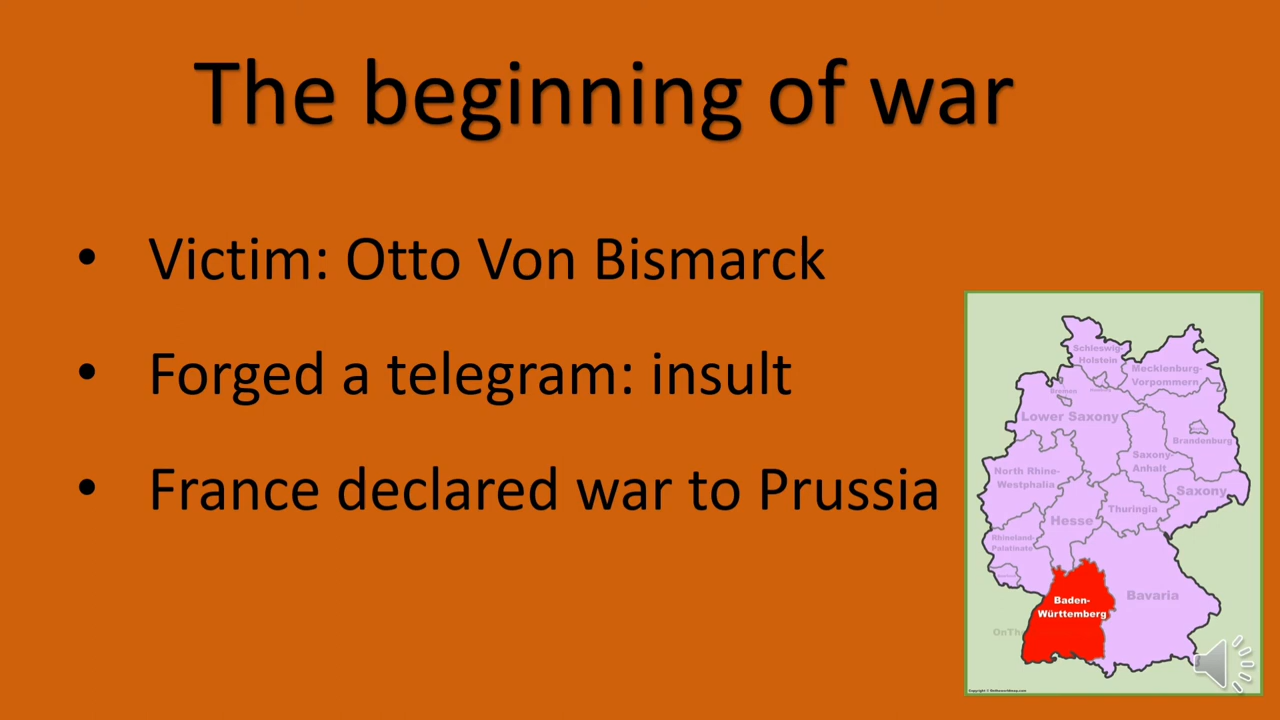 The beginning of war
• Victim: Otto Von Bismarck
• Forged a telegram: insult
• France declared war to Prussia
Schleswig-
Holstein
Mecklenburg-
Vorpommern
Lower Saxony
Brandenburg
Saxony-
Anhalt
North Rhine-
Westphalia
Saxony
Thuringia
Hesse
Rhineland-
Palatinate
Bavaria
Baden-
Württemberg
OnTh